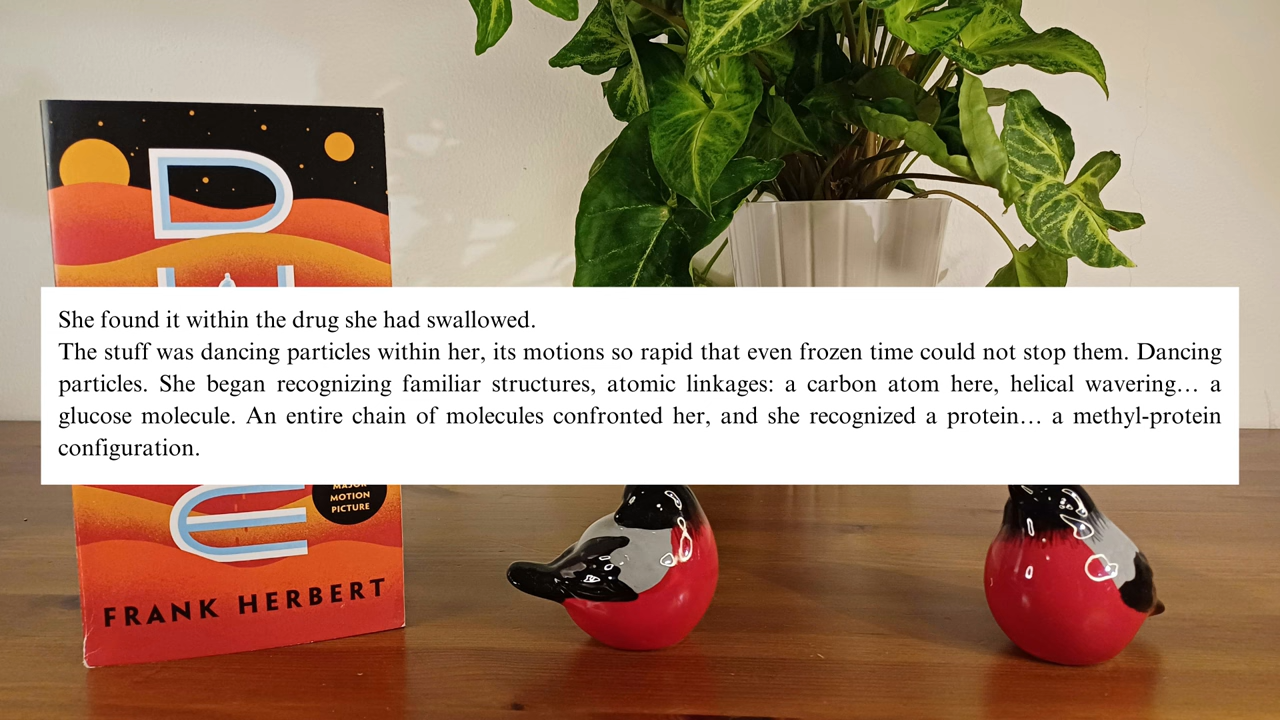 D
She found it within the drug she had swallowed.
The stuff was dancing particles within her, its motions so rapid that even frozen time could not stop them. Dancing
particles. She began recognizing familiar structures, atomic linkages: a carbon atom here, helical wavering… a
glucose molecule. An entire chain of molecules confronted her, and she recognized a protein… a methyl-protein
configuration.
E
MAJOR
MOTION
PICTURE
FRANK HERBERT